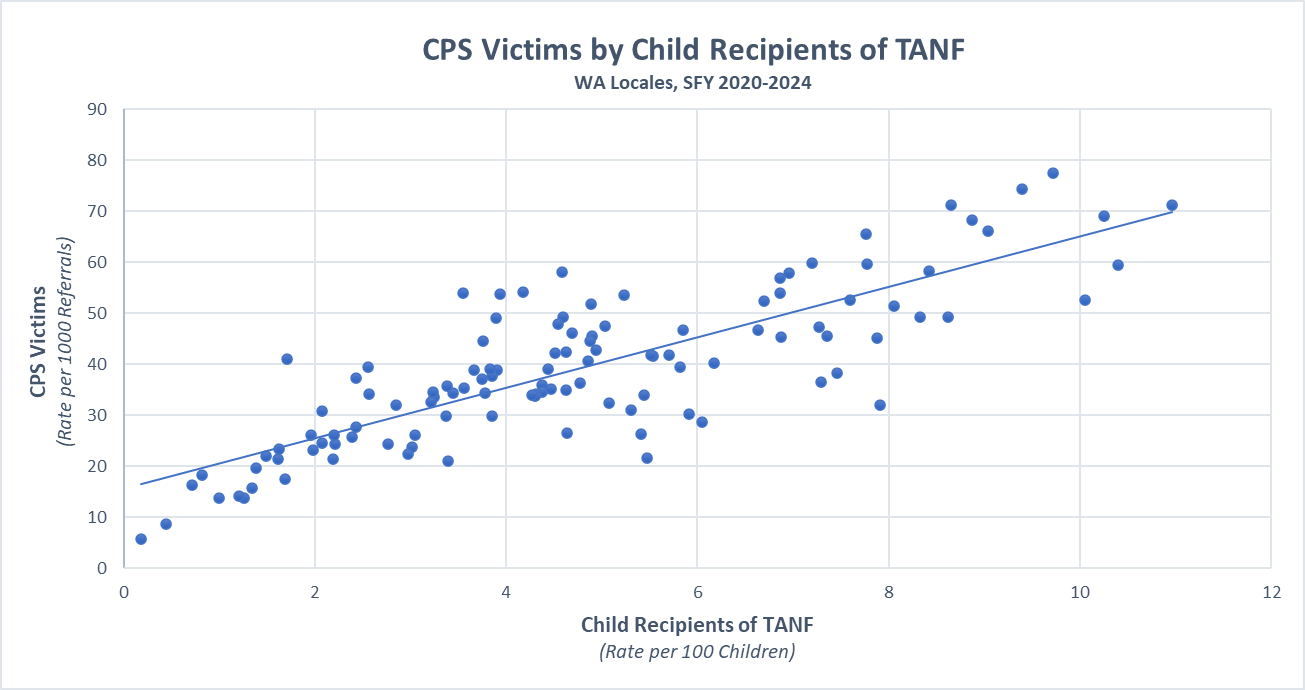 CPS Victims by Child Recipients of TANF
WA Locales, SFY 2020-2024
90
80
70
60
50
40
30
20
10
0
CPS Victims
(Rate per 1000 Referrals)
0 2 4 6 8 10 12
Child Recipients of TANF
(Rate per 100 Children)